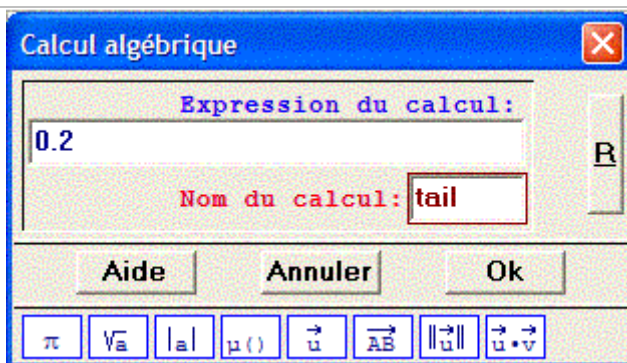 Calcul algébrique
Expression du calcul:
0.2
R
Nom du calcul: tail
Aide Annuler Ok
π √a |a| μ() u⃗ AB⃗ ||u⃗|| u⃗•v⃗